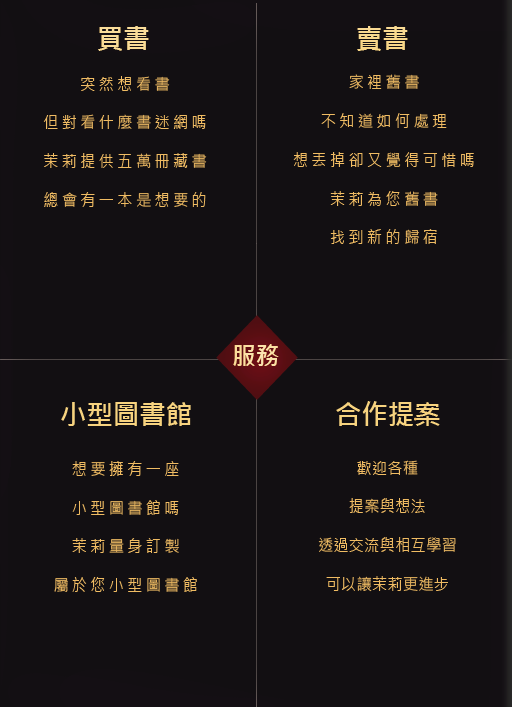 買書
突然想看書
但對看什麼書迷網嗎
茉莉提供五萬冊藏書
總會有一本是想要的
賣書
家裡舊書
不知道如何處理
想丟掉卻又覺得可惜嗎
茉莉為您舊書
找到新的歸宿
服務
小型圖書館
想要擁有一座
小型圖書館嗎
茉莉量身訂製
屬於您小型圖書館
合作提案
歡迎各種
提案與想法
透過交流與相互學習
可以讓茉莉更進步